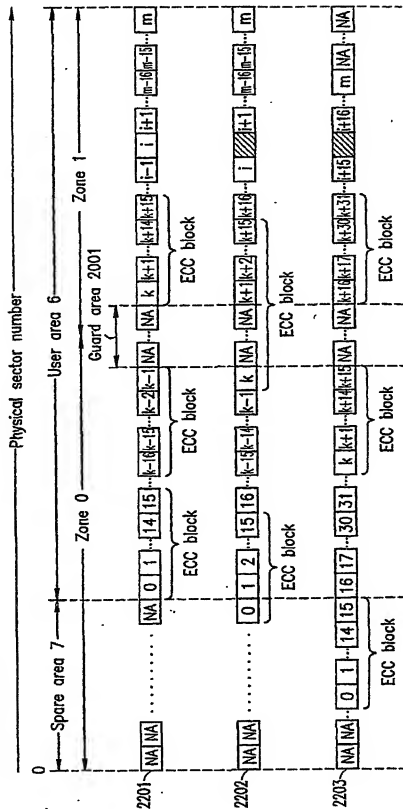 Physical sector number
0
Spare area 7 User area 6
Zone 0 Zone 1
Guard area 2001
2201 NA NA ........ NA 0 1 ... 14 15 ... k-16 k-15 ... k-2 k-1 NA ... NA k k+1 ... k+14 k+15 ... i-1 i i+1 ... m-16 m-15 ... m
ECC block ECC block ECC block
2202 NA NA ........ 0 1 2 ... 15 16 ... k-15 k-14 ... k-1 k ... NA k+1 k+2 ... k+15 k+16 ... i i+1 ... m-16 m-15 ... m
ECC block ECC block
2203 NA NA ... 0 1 ... 14 15 16 17 ... 30 31 ... k k+1 ... k+14 k+15 NA ... NA k+16 k+17 ... k+30 k+31 ... i+15 i+16 ... m NA ... NA
ECC block ECC block ECC block